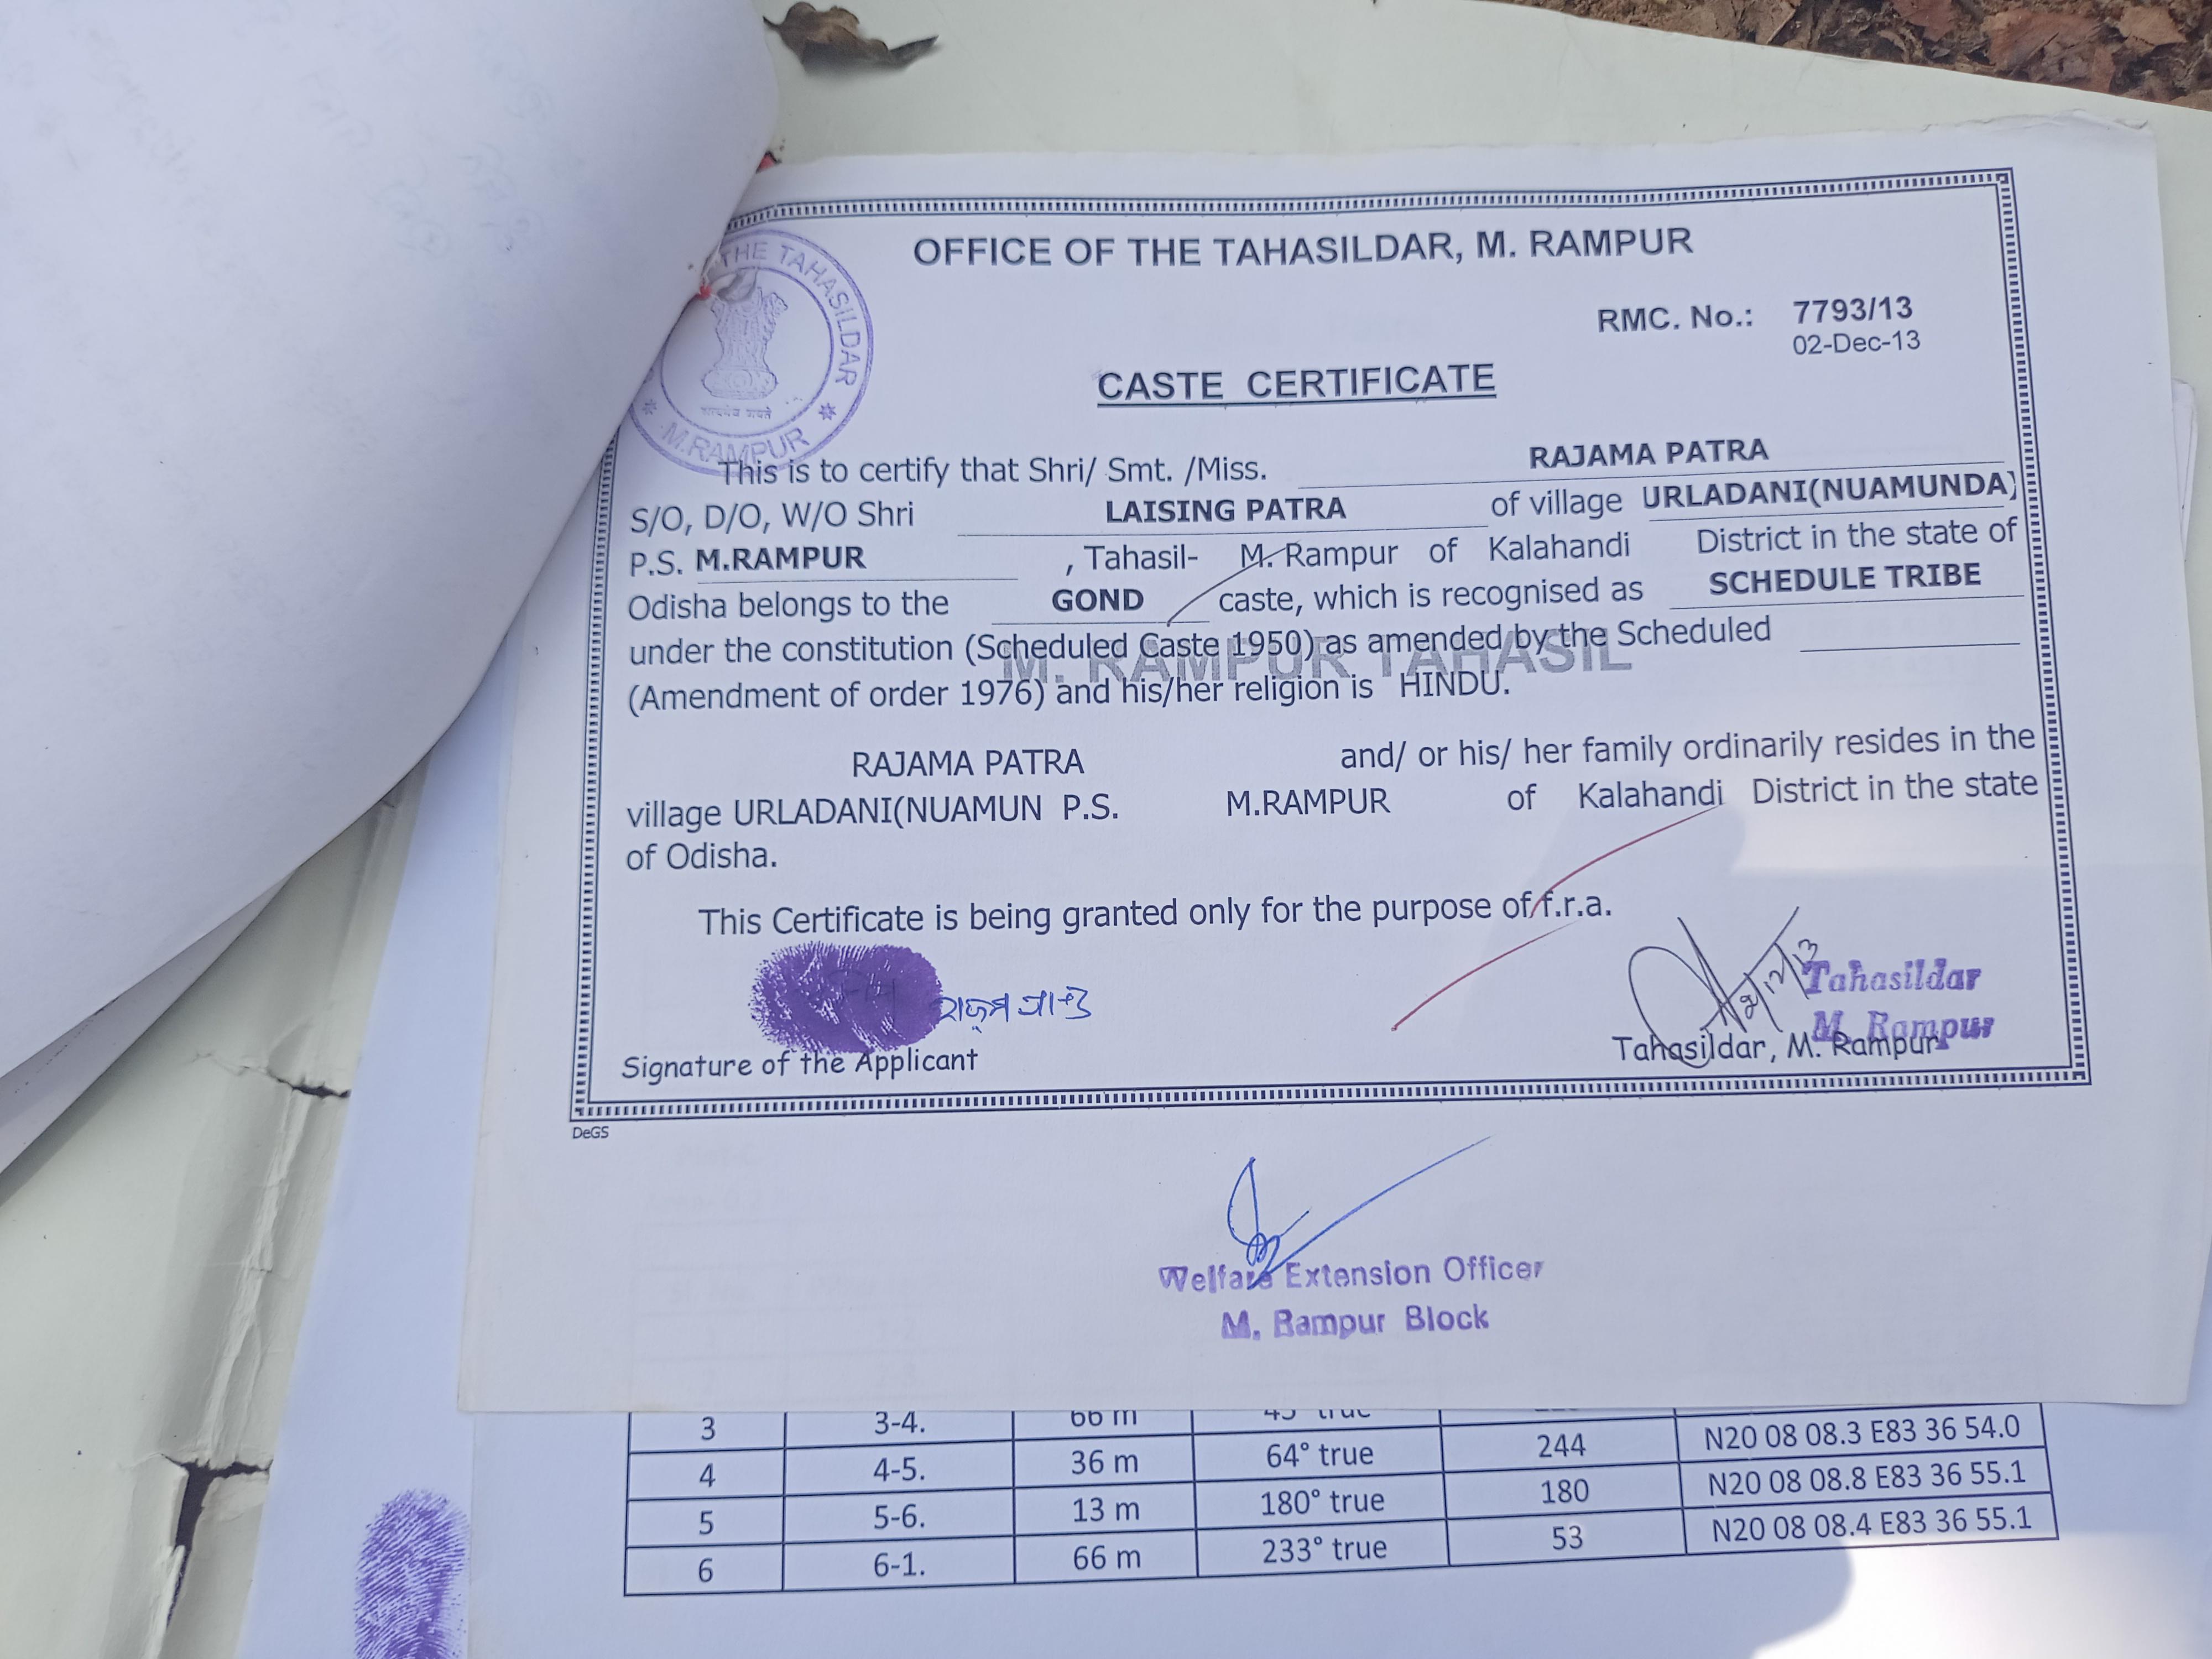 THE TAHASILDAR
M.RAMPUR
सत्यमेव जयते
OFFICE OF THE TAHASILDAR, M. RAMPUR
RMC. No.: 7793/13
02-Dec-13
CASTE CERTIFICATE
This is to certify that Shri/ Smt. /Miss. RAJAMA PATRA
S/O, D/O, W/O Shri LAISING PATRA of village URLADANI(NUAMUNDA)
P.S. M.RAMPUR , Tahasil- M. Rampur of Kalahandi District in the state of
Odisha belongs to the GOND caste, which is recognised as SCHEDULE TRIBE
under the constitution (Scheduled Caste 1950) as amended by the Scheduled
M. RAMPUR TAHASIL
(Amendment of order 1976) and his/her religion is HINDU.
RAJAMA PATRA and/ or his/ her family ordinarily resides in the
village URLADANI(NUAMUN P.S. M.RAMPUR of Kalahandi District in the state
of Odisha.
This Certificate is being granted only for the purpose of f.r.a.
2/12/13
Tahasildar
M. Rampur
Signature of the Applicant
Tahasildar, M. Rampur
DeGS
Welfare Extension Officer
M. Rampur Block
3 3-4. 66 m 45° true
4 4-5. 36 m 64° true 244 N20 08 08.3 E83 36 54.0
5 5-6. 13 m 180° true 180 N20 08 08.8 E83 36 55.1
6 6-1. 66 m 233° true 53 N20 08 08.4 E83 36 55.1